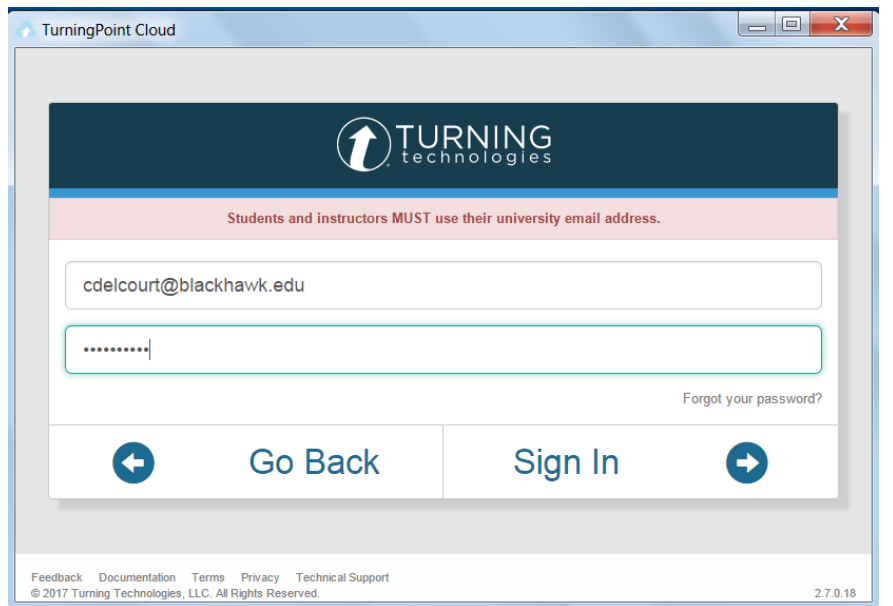 TurningPoint Cloud
TURNING
technologies
Students and instructors MUST use their university email address.
cdelcourt@blackhawk.edu
••••••••••
Forgot your password?
Go Back Sign In
Feedback Documentation Terms Privacy Technical Support
© 2017 Turning Technologies, LLC. All Rights Reserved. 2.7.0.18